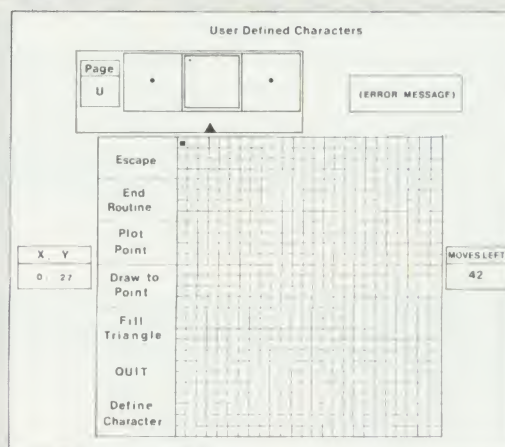 User Defined Characters
Page
U
(ERROR MESSAGE)
Escape
End
Routine
Plot
Point
X Y
0 27
MOVES LEFT
42
Draw to
Point
Fill
Triangle
QUIT
Define
Character